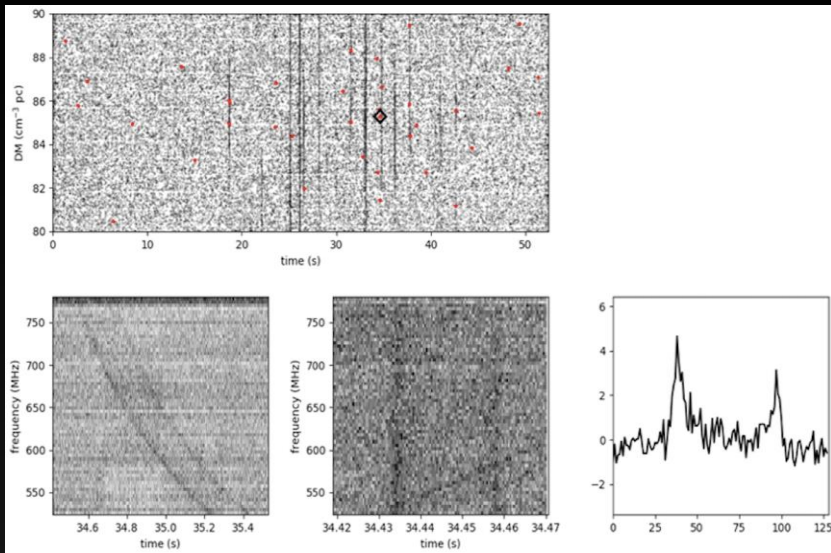 90
88
86
84
82
80
DM (cm⁻³ pc)
0 10 20 30 40 50
time (s)
750
700
650
600
550
frequency (MHz)
34.6 34.8 35.0 35.2 35.4
time (s)
750
700
650
600
550
frequency (MHz)
34.42 34.43 34.44 34.45 34.46 34.47
time (s)
6
4
2
0
−2
0 25 50 75 100 125